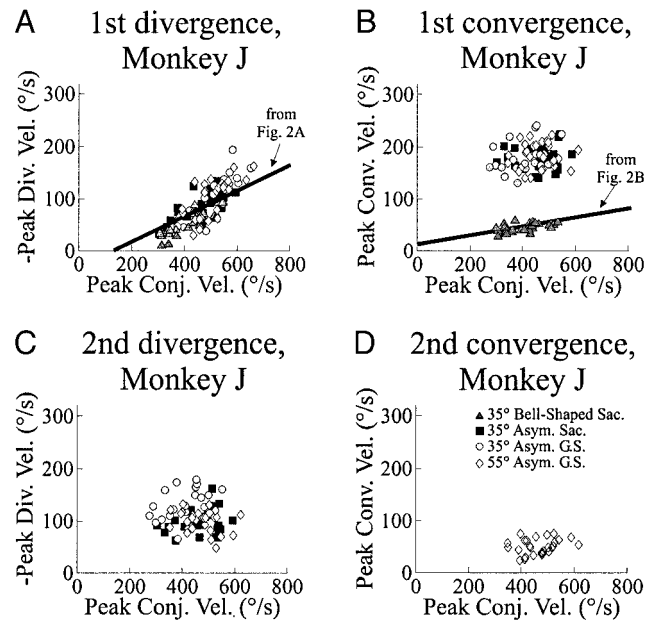 A
1st divergence,
Monkey J
-Peak Div. Vel. (°/s)
300
200
100
0
from
Fig. 2A
0 200 400 600 800
Peak Conj. Vel. (°/s)
B
1st convergence,
Monkey J
Peak Conv. Vel. (°/s)
300
200
100
0
from
Fig. 2B
0 200 400 600 800
Peak Conj. Vel. (°/s)
C
2nd divergence,
Monkey J
-Peak Div. Vel. (°/s)
300
200
100
0
0 200 400 600 800
Peak Conj. Vel. (°/s)
D
2nd convergence,
Monkey J
Peak Conv. Vel. (°/s)
300
200
100
0
35° Bell-Shaped Sac.
35° Asym. Sac.
35° Asym. G.S.
55° Asym. G.S.
0 200 400 600 800
Peak Conj. Vel. (°/s)